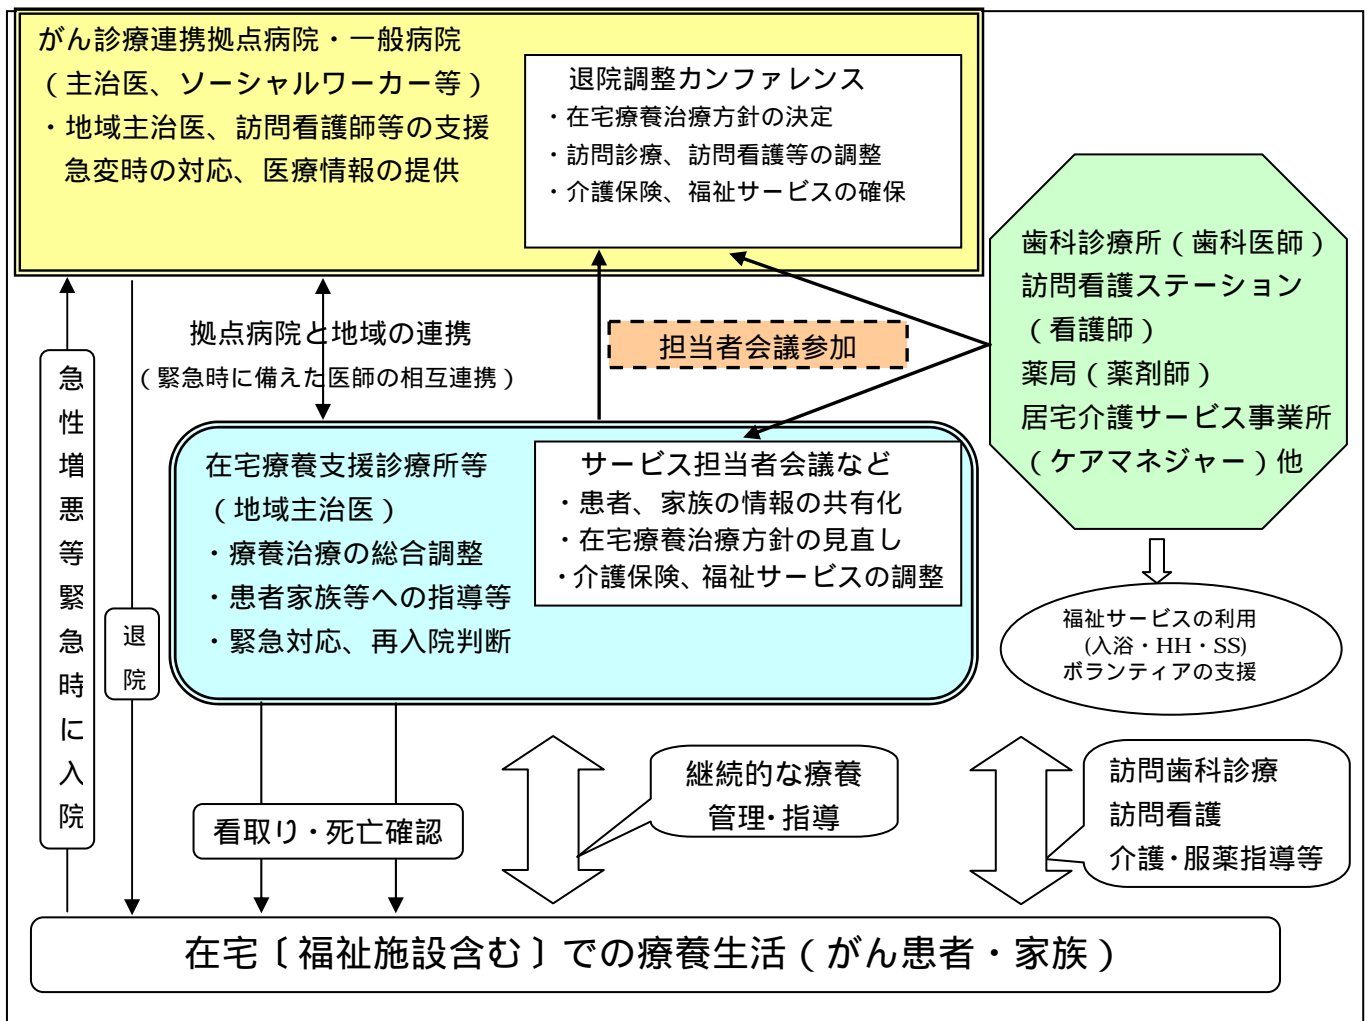 がん診療連携拠点病院・一般病院
（主治医、ソーシャルワーカー等）
・地域主治医、訪問看護師等の支援
急変時の対応、医療情報の提供
退院調整カンファレンス
・在宅療養治療方針の決定
・訪問診療、訪問看護等の調整
・介護保険、福祉サービスの確保
歯科診療所（歯科医師）
訪問看護ステーション
（看護師）
薬局（薬剤師）
居宅介護サービス事業所
（ケアマネジャー）他
拠点病院と地域の連携
（緊急時に備えた医師の相互連携）
担当者会議参加
急性増悪等緊急時に入院
退院
在宅療養支援診療所等
（地域主治医）
・療養治療の総合調整
・患者家族等への指導等
・緊急対応、再入院判断
サービス担当者会議など
・患者、家族の情報の共有化
・在宅療養治療方針の見直し
・介護保険、福祉サービスの調整
福祉サービスの利用
(入浴・HH・SS)
ボランティアの支援
看取り・死亡確認
継続的な療養
管理・指導
訪問歯科診療
訪問看護
介護・服薬指導等
在宅〔福祉施設含む〕での療養生活（がん患者・家族）